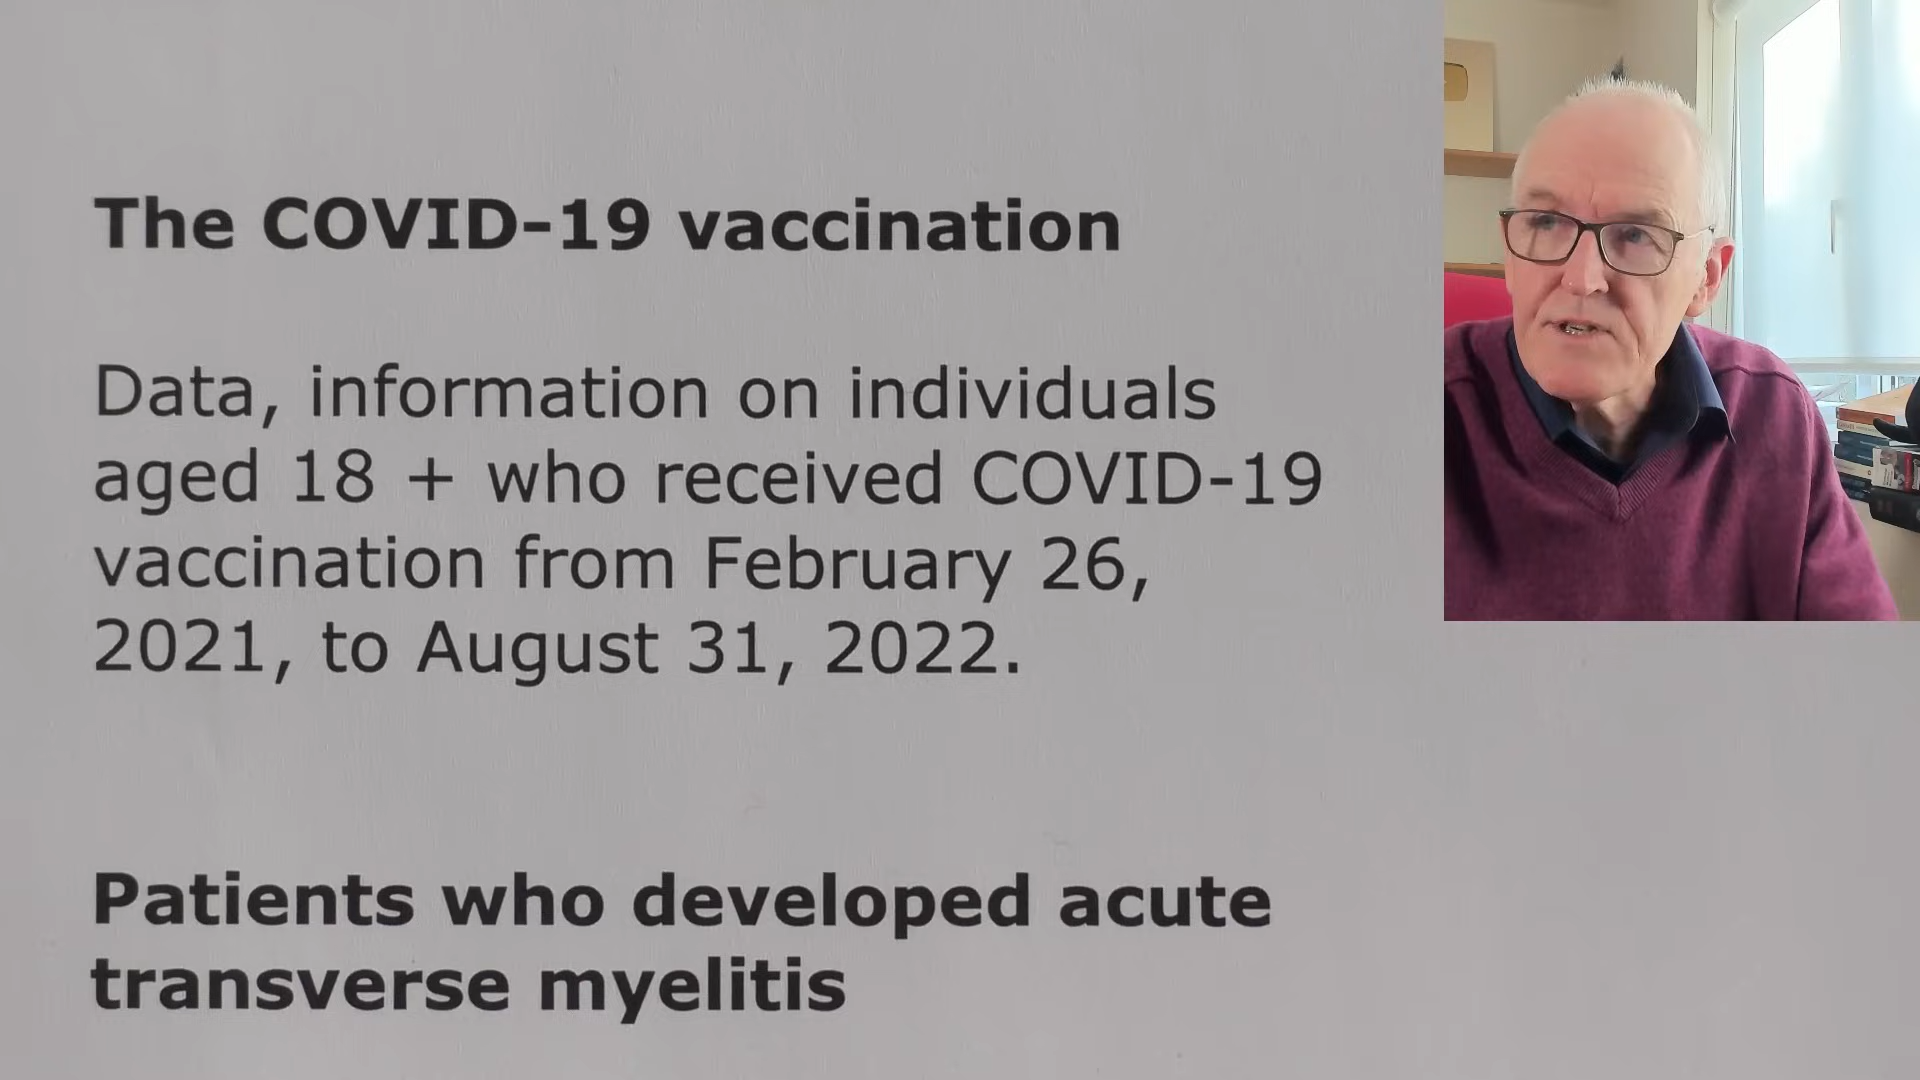 The COVID-19 vaccination
Data, information on individuals
aged 18 + who received COVID-19
vaccination from February 26,
2021, to August 31, 2022.
Patients who developed acute
transverse myelitis